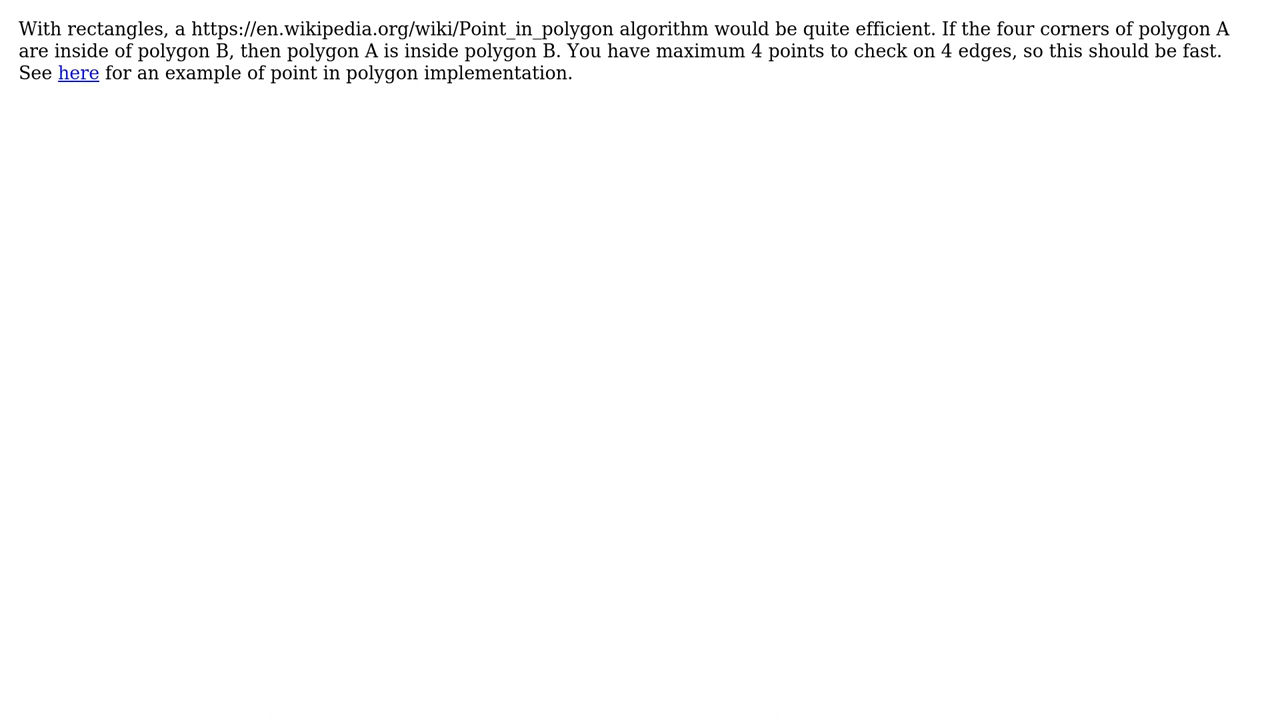 With rectangles, a https://en.wikipedia.org/wiki/Point_in_polygon algorithm would be quite efficient. If the four corners of polygon A
are inside of polygon B, then polygon A is inside polygon B. You have maximum 4 points to check on 4 edges, so this should be fast.
See here for an example of point in polygon implementation.